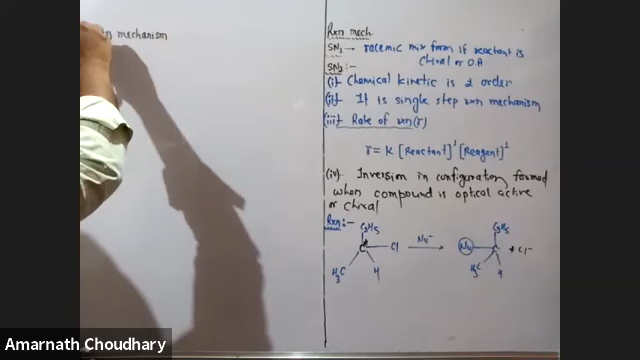 mechanism
Rxn mech.
SN1 → racemic mix form if reactant is
Chiral or O.A
SN2 :-
(i) Chemical kinetic is 2 order
(ii) It is single step rxn mechanism
(iii) Rate of rxn (r)
r = K [Reactant]¹ [Reagent]¹
(iv) Inversion in configuration formed
when compound is optical active
or chiral
Rxn :-
C2H5 C2H5
C* Cl Nu⁻ → Nu C + Cl⁻
H3C H H3C H
Amarnath Choudhary